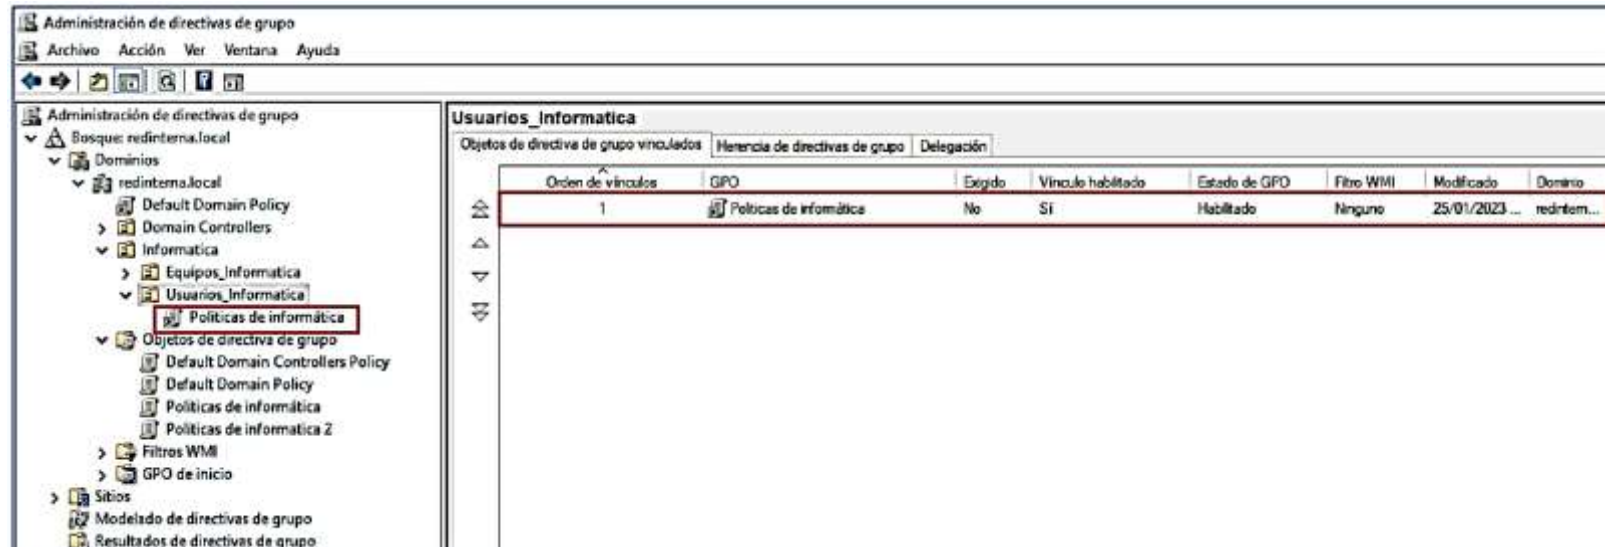 Administración de directivas de grupo
Archivo Acción Ver Ventana Ayuda
Administración de directivas de grupo
Bosque: redinterna.local
Dominios
redinterna.local
Default Domain Policy
Domain Controllers
Informatica
Equipos_Informatica
Usuarios_Informatica
Politicas de informática
Objetos de directiva de grupo
Default Domain Controllers Policy
Default Domain Policy
Politicas de informática
Politicas de informatica 2
Filtros WMI
GPO de inicio
Sitios
Modelado de directivas de grupo
Resultados de directivas de grupo
Usuarios_Informatica
Objetos de directiva de grupo vinculados Herencia de directivas de grupo Delegación
Orden de vínculos GPO Exigido Vínculo habilitado Estado de GPO Filtro WMI Modificado Dominio
1 Politicas de informática No Sí Habilitado Ninguno 25/01/2023 ... redintern...